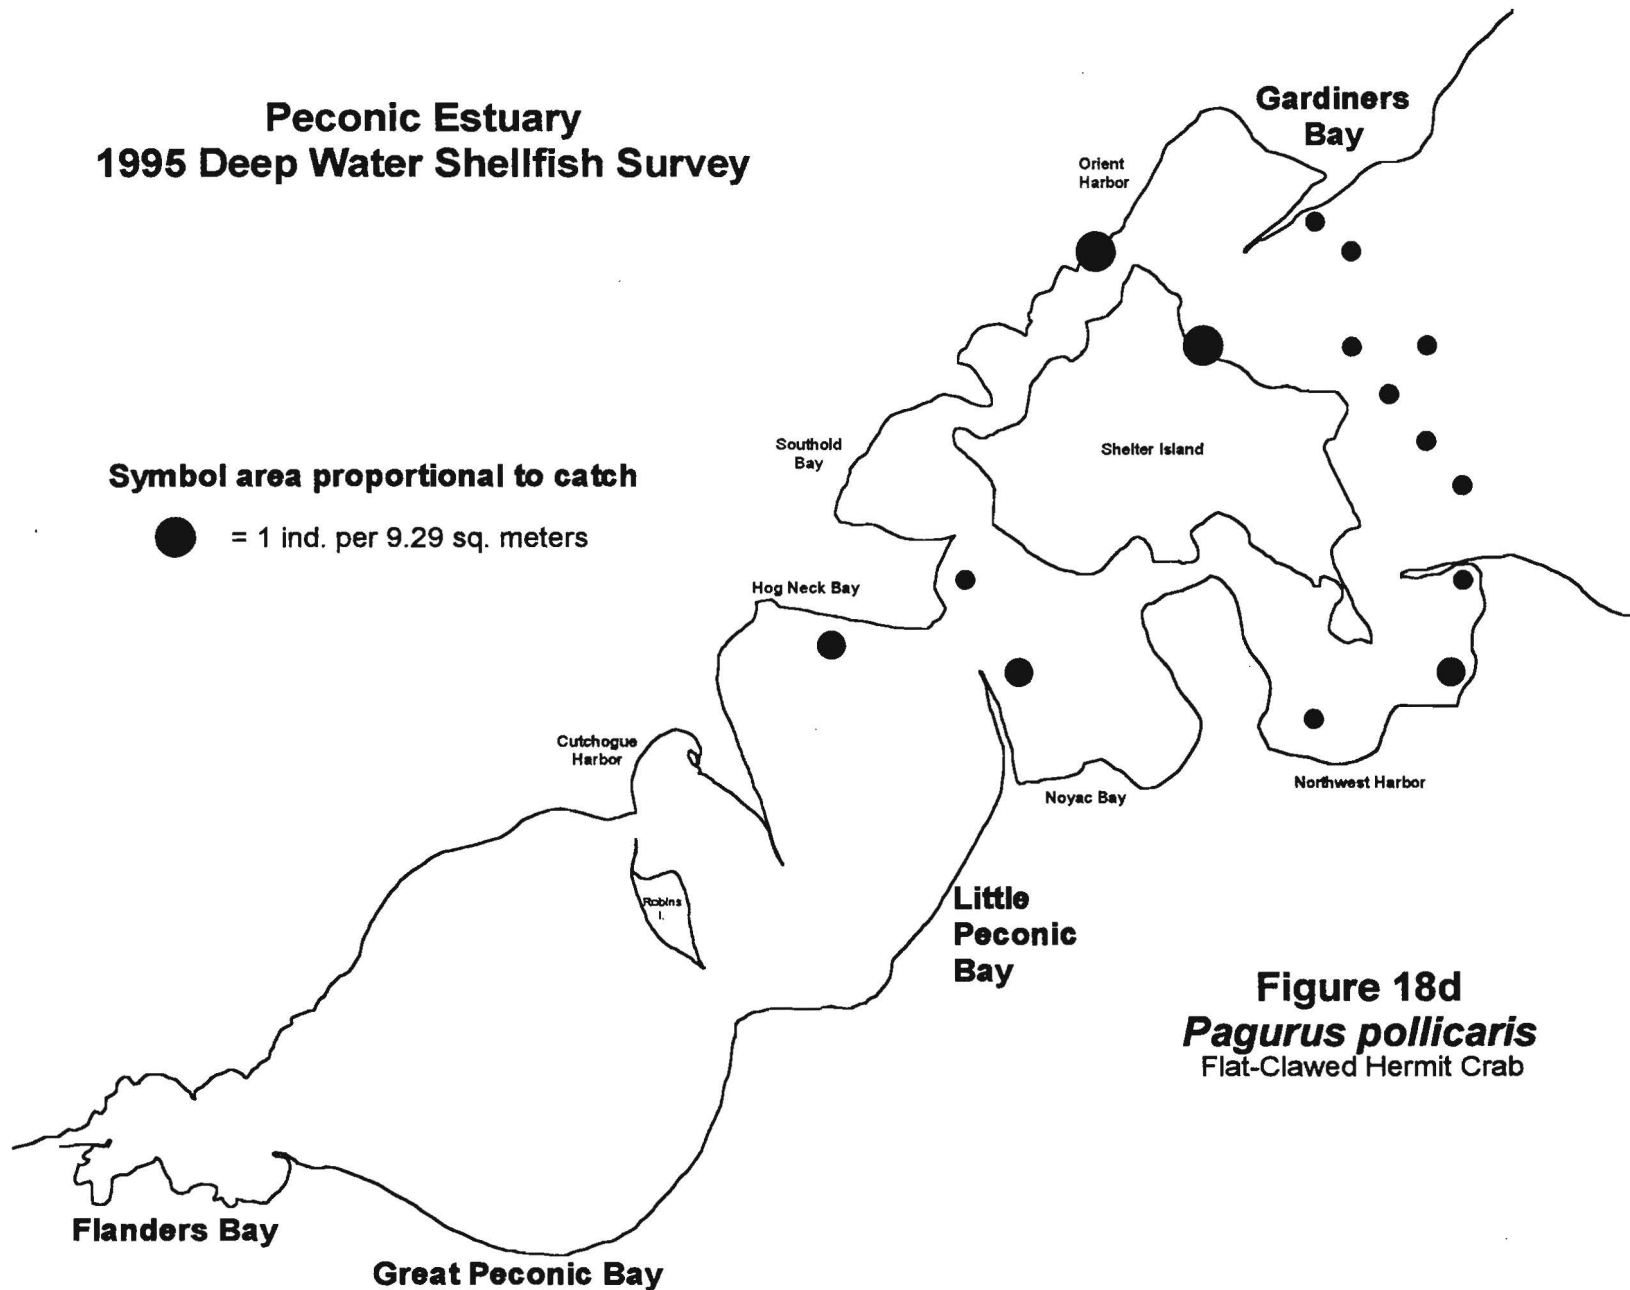 Peconic Estuary
1995 Deep Water Shellfish Survey
Gardiners
Bay
Orient
Harbor
Southold
Bay
Shelter Island
Symbol area proportional to catch
= 1 ind. per 9.29 sq. meters
Hog Neck Bay
Cutchogue
Harbor
Noyac Bay
Northwest Harbor
Robins
I.
Little
Peconic
Bay
Figure 18d
Pagurus pollicaris
Flat-Clawed Hermit Crab
Flanders Bay
Great Peconic Bay